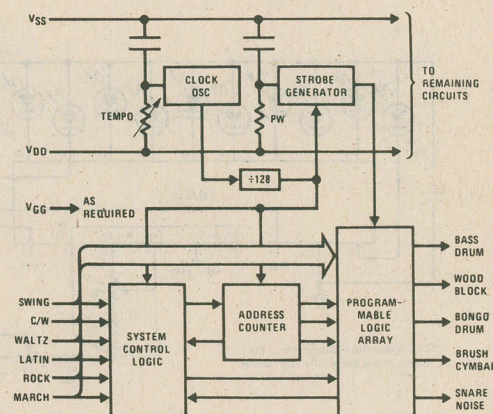 VSS
CLOCK
OSC
STROBE
GENERATOR
TO
REMAINING
CIRCUITS
TEMPO
PW
VDD
÷128
VGG
AS
REQUIRED
SWING
C/W
WALTZ
LATIN
ROCK
MARCH
SYSTEM
CONTROL
LOGIC
ADDRESS
COUNTER
PROGRAM-
MABLE
LOGIC
ARRAY
BASS
DRUM
WOOD
BLOCK
BONGO
DRUM
BRUSH
CYMBAL
SNARE
NOISE